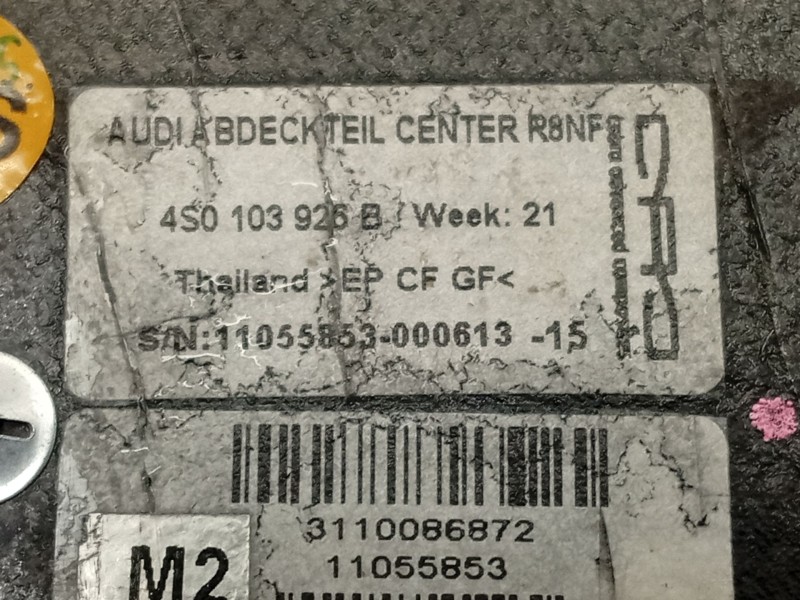 AUDI ABDECKTEIL CENTER R8NF
4S0 103 926 B / Week: 21
Thailand >EP CF GF<
S/N:11055853-000613 -15
3110086872
11055853
M2